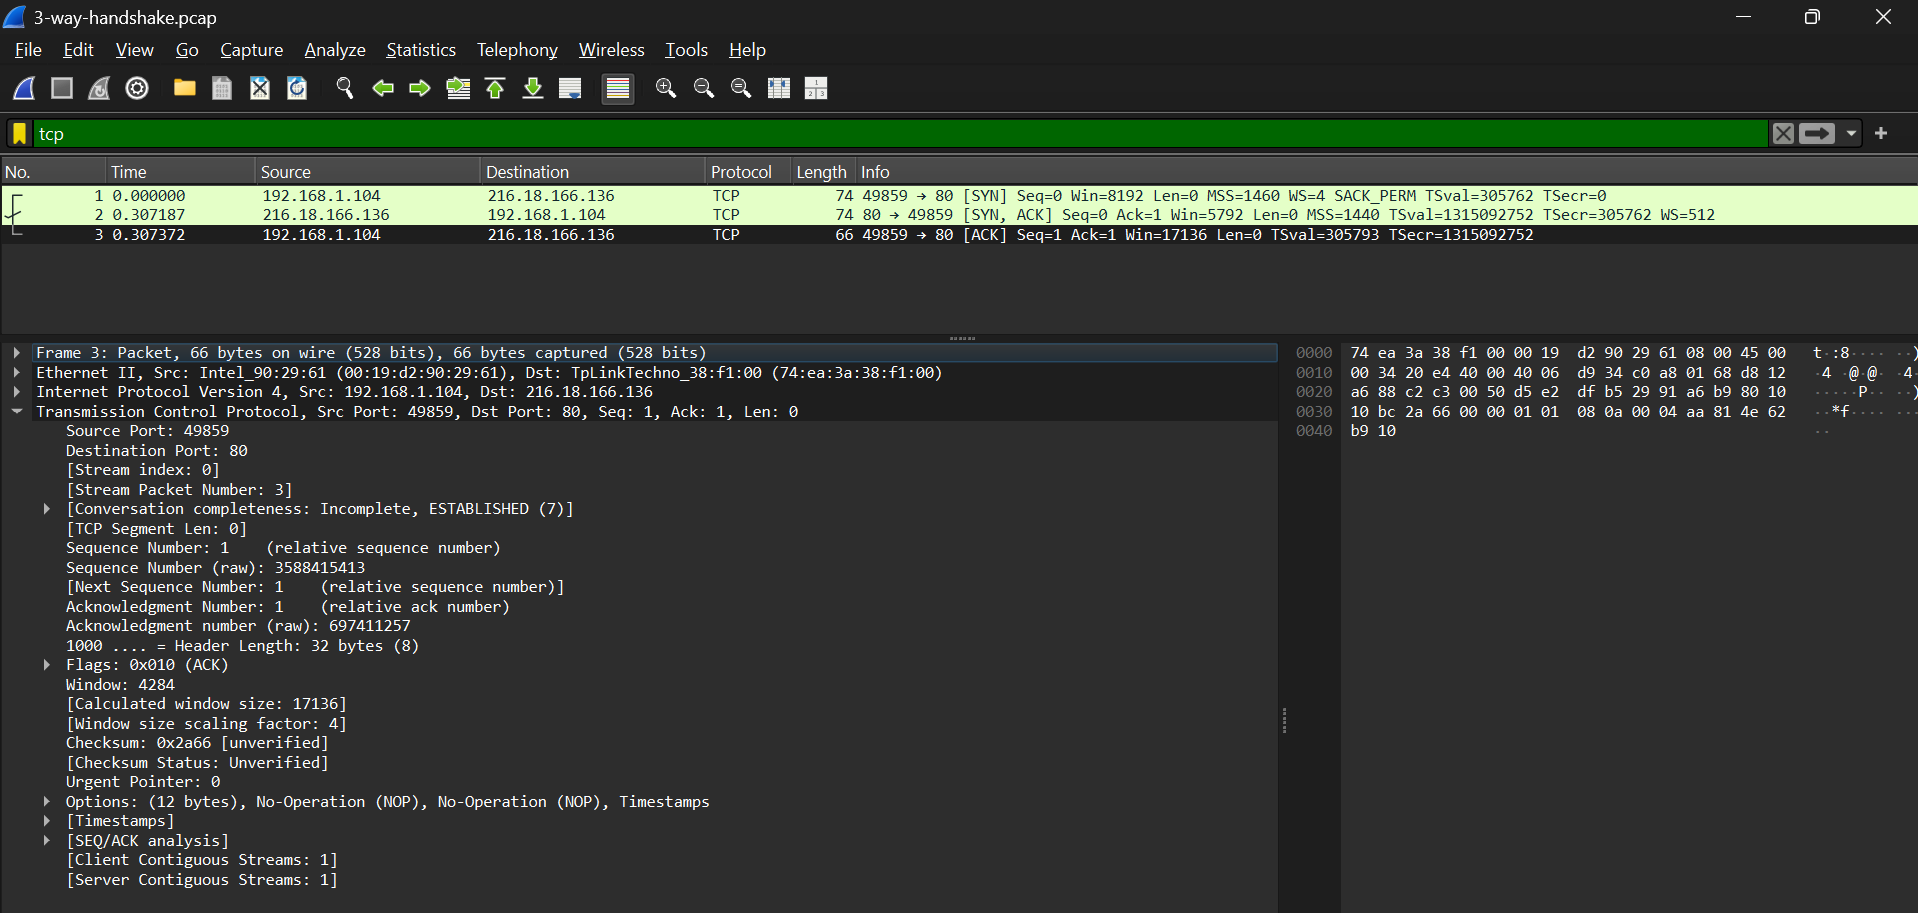 3-way-handshake.pcap
File Edit View Go Capture Analyze Statistics Telephony Wireless Tools Help
tcp
No. Time Source Destination Protocol Length Info
1 0.000000 192.168.1.104 216.18.166.136 TCP 74 49859 → 80 [SYN] Seq=0 Win=8192 Len=0 MSS=1460 WS=4 SACK_PERM TSval=305762 TSecr=0
2 0.307187 216.18.166.136 192.168.1.104 TCP 74 80 → 49859 [SYN, ACK] Seq=0 Ack=1 Win=5792 Len=0 MSS=1440 TSval=1315092752 TSecr=305762 WS=512
3 0.307372 192.168.1.104 216.18.166.136 TCP 66 49859 → 80 [ACK] Seq=1 Ack=1 Win=17136 Len=0 TSval=305793 TSecr=1315092752
Frame 3: Packet, 66 bytes on wire (528 bits), 66 bytes captured (528 bits)
Ethernet II, Src: Intel_90:29:61 (00:19:d2:90:29:61), Dst: TpLinkTechno_38:f1:00 (74:ea:3a:38:f1:00)
Internet Protocol Version 4, Src: 192.168.1.104, Dst: 216.18.166.136
Transmission Control Protocol, Src Port: 49859, Dst Port: 80, Seq: 1, Ack: 1, Len: 0
Source Port: 49859
Destination Port: 80
[Stream index: 0]
[Stream Packet Number: 3]
[Conversation completeness: Incomplete, ESTABLISHED (7)]
[TCP Segment Len: 0]
Sequence Number: 1 (relative sequence number)
Sequence Number (raw): 3588415413
[Next Sequence Number: 1 (relative sequence number)]
Acknowledgment Number: 1 (relative ack number)
Acknowledgment number (raw): 697411257
1000 .... = Header Length: 32 bytes (8)
Flags: 0x010 (ACK)
Window: 4284
[Calculated window size: 17136]
[Window size scaling factor: 4]
Checksum: 0x2a66 [unverified]
[Checksum Status: Unverified]
Urgent Pointer: 0
Options: (12 bytes), No-Operation (NOP), No-Operation (NOP), Timestamps
[Timestamps]
[SEQ/ACK analysis]
[Client Contiguous Streams: 1]
[Server Contiguous Streams: 1]
0000 74 ea 3a 38 f1 00 00 19 d2 90 29 61 08 00 45 00 t·:8···· ··)
0010 00 34 20 e4 40 00 40 06 d9 34 c0 a8 01 68 d8 12 ·4 ·@·@· ·4·
0020 a6 88 c2 c3 00 50 d5 e2 df b5 29 91 a6 b9 80 10 ·····P·· ··)
0030 10 bc 2a 66 00 00 01 01 08 0a 00 04 aa 81 4e 62 ··*f···· ···
0040 b9 10 ··